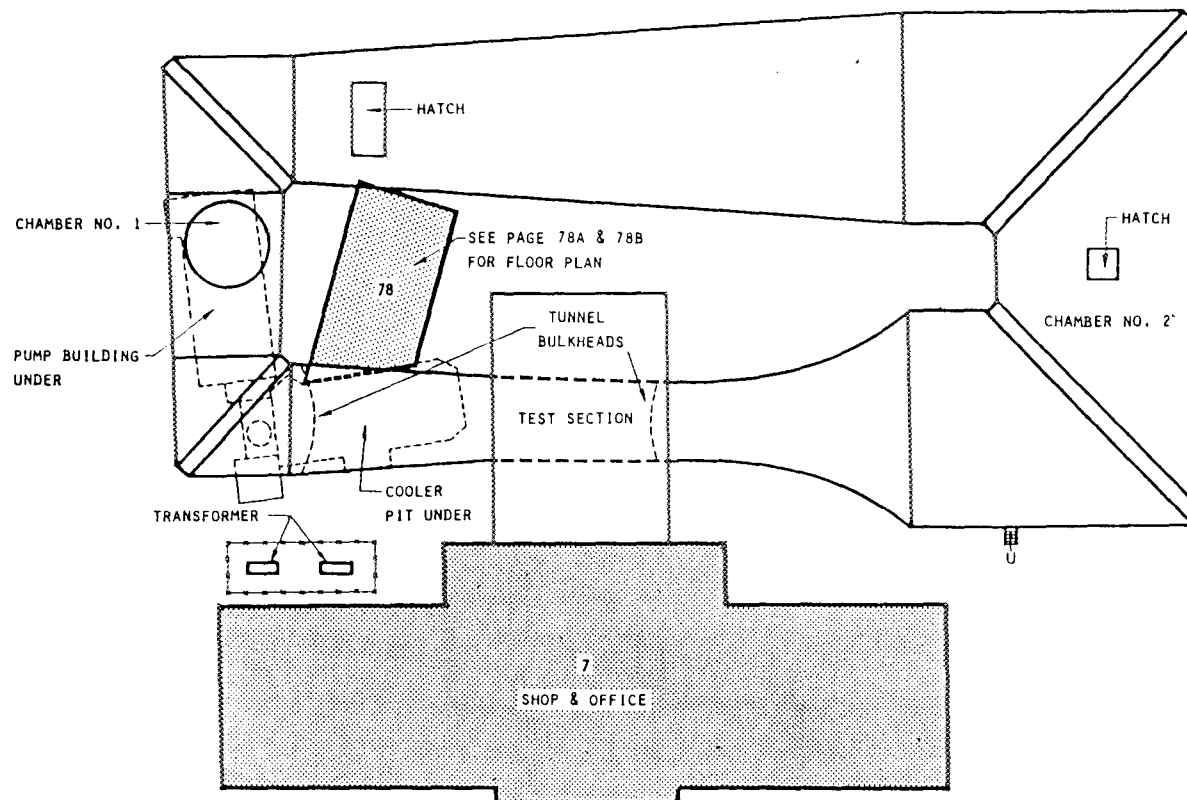 HATCH
CHAMBER NO. 1
SEE PAGE 78A & 78B
FOR FLOOR PLAN
HATCH
78
TUNNEL
BULKHEADS
CHAMBER NO. 2
PUMP BUILDING
UNDER
TEST SECTION
COOLER
PIT UNDER
TRANSFORMER
7
SHOP & OFFICE